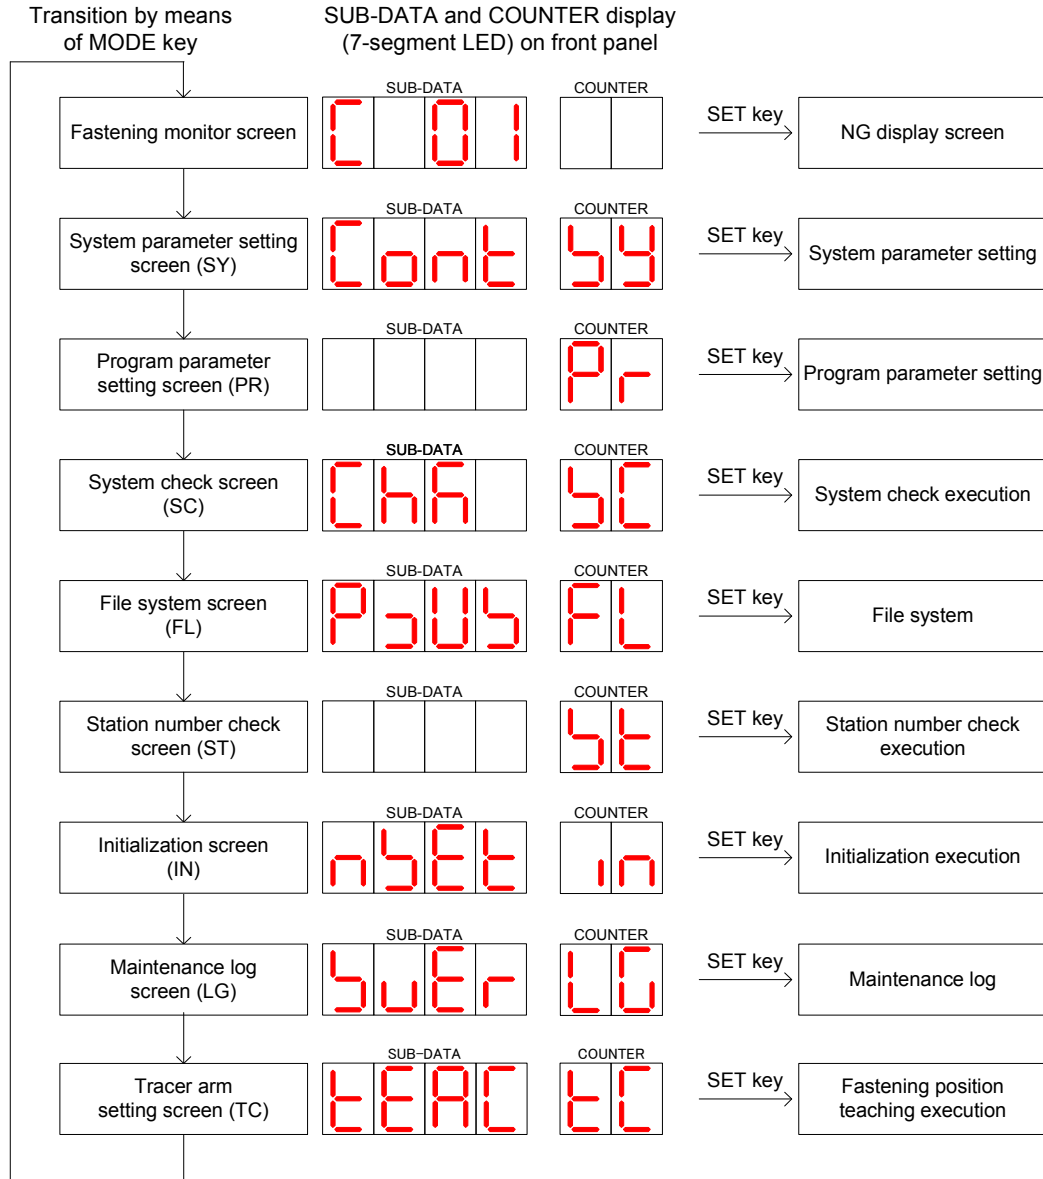 Transition by means
of MODE key
SUB-DATA and COUNTER display
(7-segment LED) on front panel
Fastening monitor screen
SUB-DATA
C 01
COUNTER
SET key
NG display screen
System parameter setting
screen (SY)
SUB-DATA
Cont
COUNTER
SY
SET key
System parameter setting
Program parameter
setting screen (PR)
SUB-DATA
COUNTER
Pr
SET key
Program parameter setting
System check screen
(SC)
SUB-DATA
ChK
COUNTER
SC
SET key
System check execution
File system screen
(FL)
SUB-DATA
COUNTER
FL
SET key
File system
Station number check
screen (ST)
SUB-DATA
COUNTER
St
SET key
Station number check
execution
Initialization screen
(IN)
SUB-DATA
nSEt
COUNTER
in
SET key
Initialization execution
Maintenance log
screen (LG)
SUB-DATA
SvEr
COUNTER
LG
SET key
Maintenance log
Tracer arm
setting screen (TC)
SUB-DATA
tEAC
COUNTER
tC
SET key
Fastening position
teaching execution